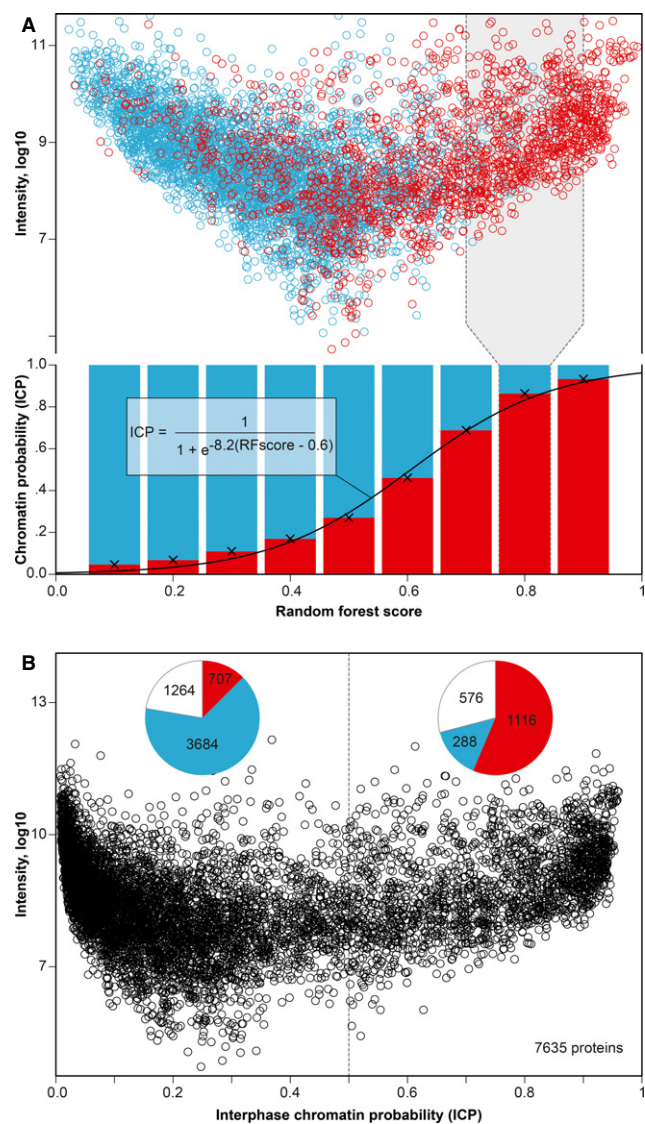 A
11
9
7
Intensity, log10
1.0
.8
.6
.4
.2
0.0
Chromatin probability (ICP)
ICP = 1 / 1 + e^-8.2(RFscore - 0.6)
0.0 0.2 0.4 0.6 0.8 1
Random forest score
B
13
10
7
Intensity, log10
1264
707
3684
576
1116
288
7635 proteins
0.0 0.2 0.4 0.6 0.8 1
Interphase chromatin probability (ICP)